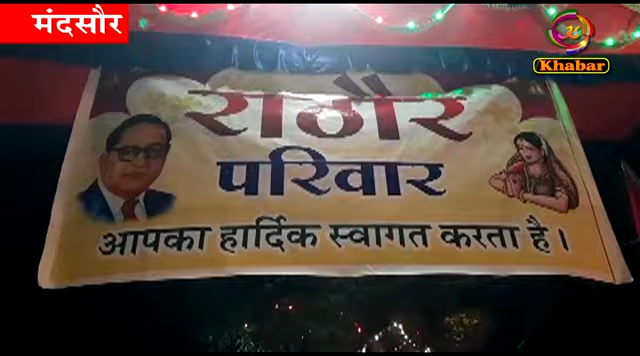 मंदसौर
Khabar
राठौर
परिवार
आपका हार्दिक स्वागत करता है।